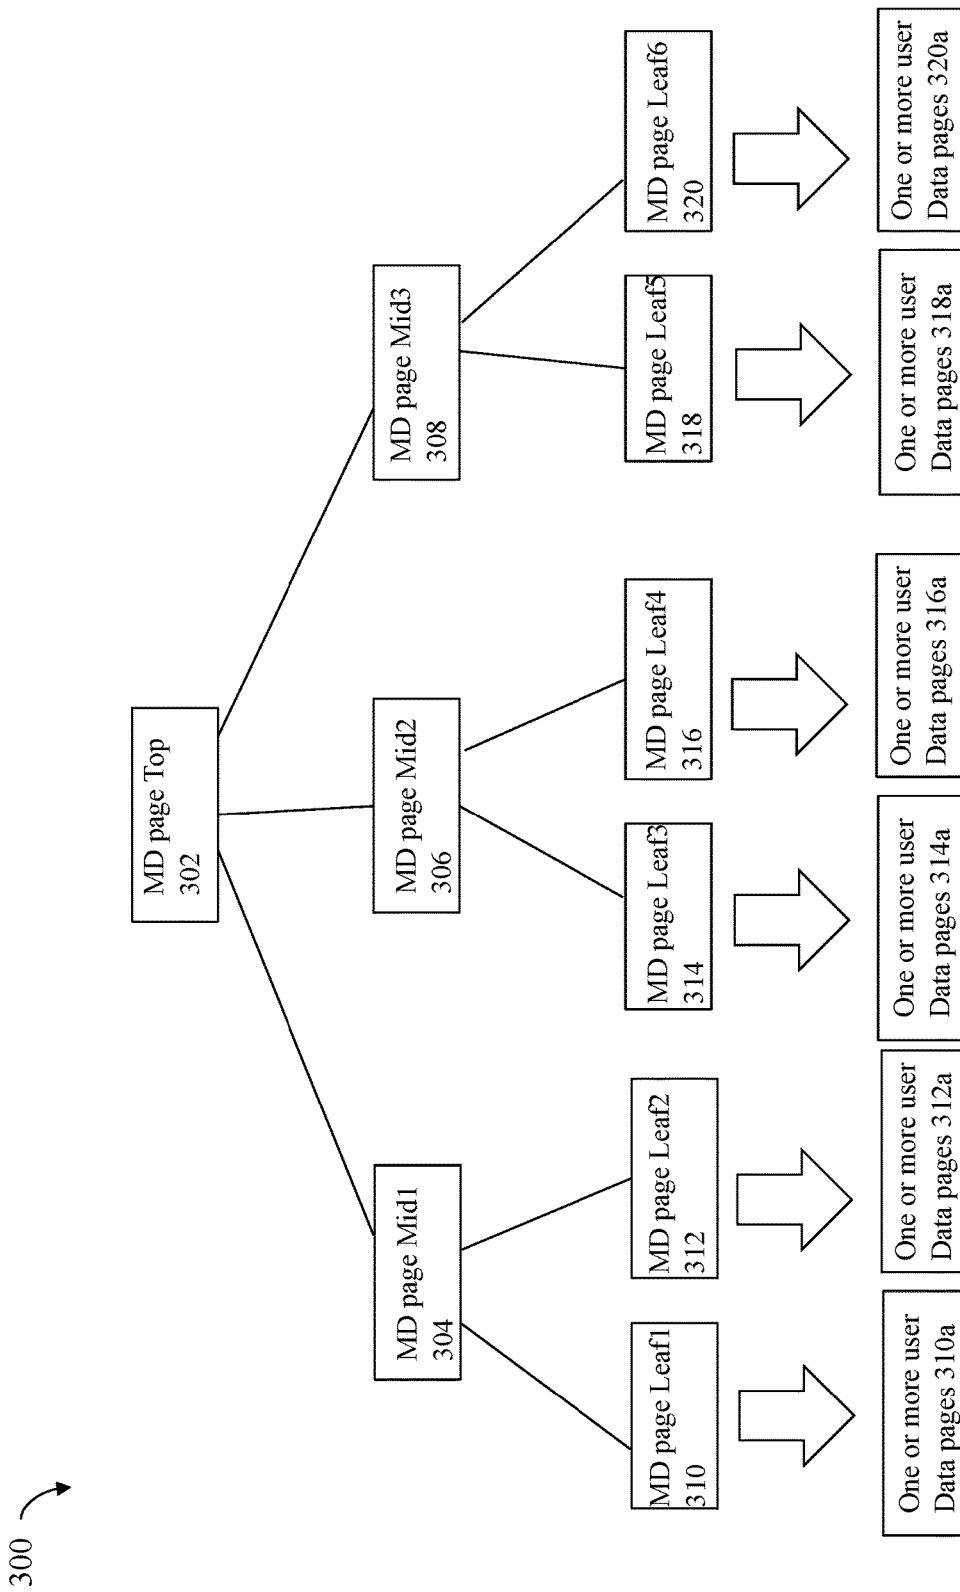 300
MD page Top
302
MD page Mid1
304
MD page Mid2
306
MD page Mid3
308
MD page Leaf1
310
MD page Leaf2
312
MD page Leaf3
314
MD page Leaf4
316
MD page Leaf5
318
MD page Leaf6
320
One or more user
Data pages 310a
One or more user
Data pages 312a
One or more user
Data pages 314a
One or more user
Data pages 316a
One or more user
Data pages 318a
One or more user
Data pages 320a